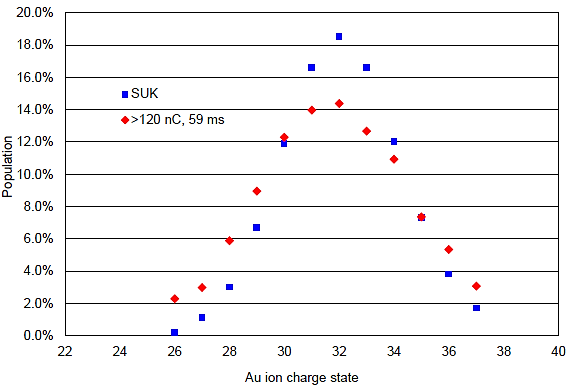 20.0%
18.0%
16.0%
14.0%
12.0%
10.0%
8.0%
6.0%
4.0%
2.0%
0.0%
Population
SUK
>120 nC, 59 ms
22 24 26 28 30 32 34 36 38 40
Au ion charge state